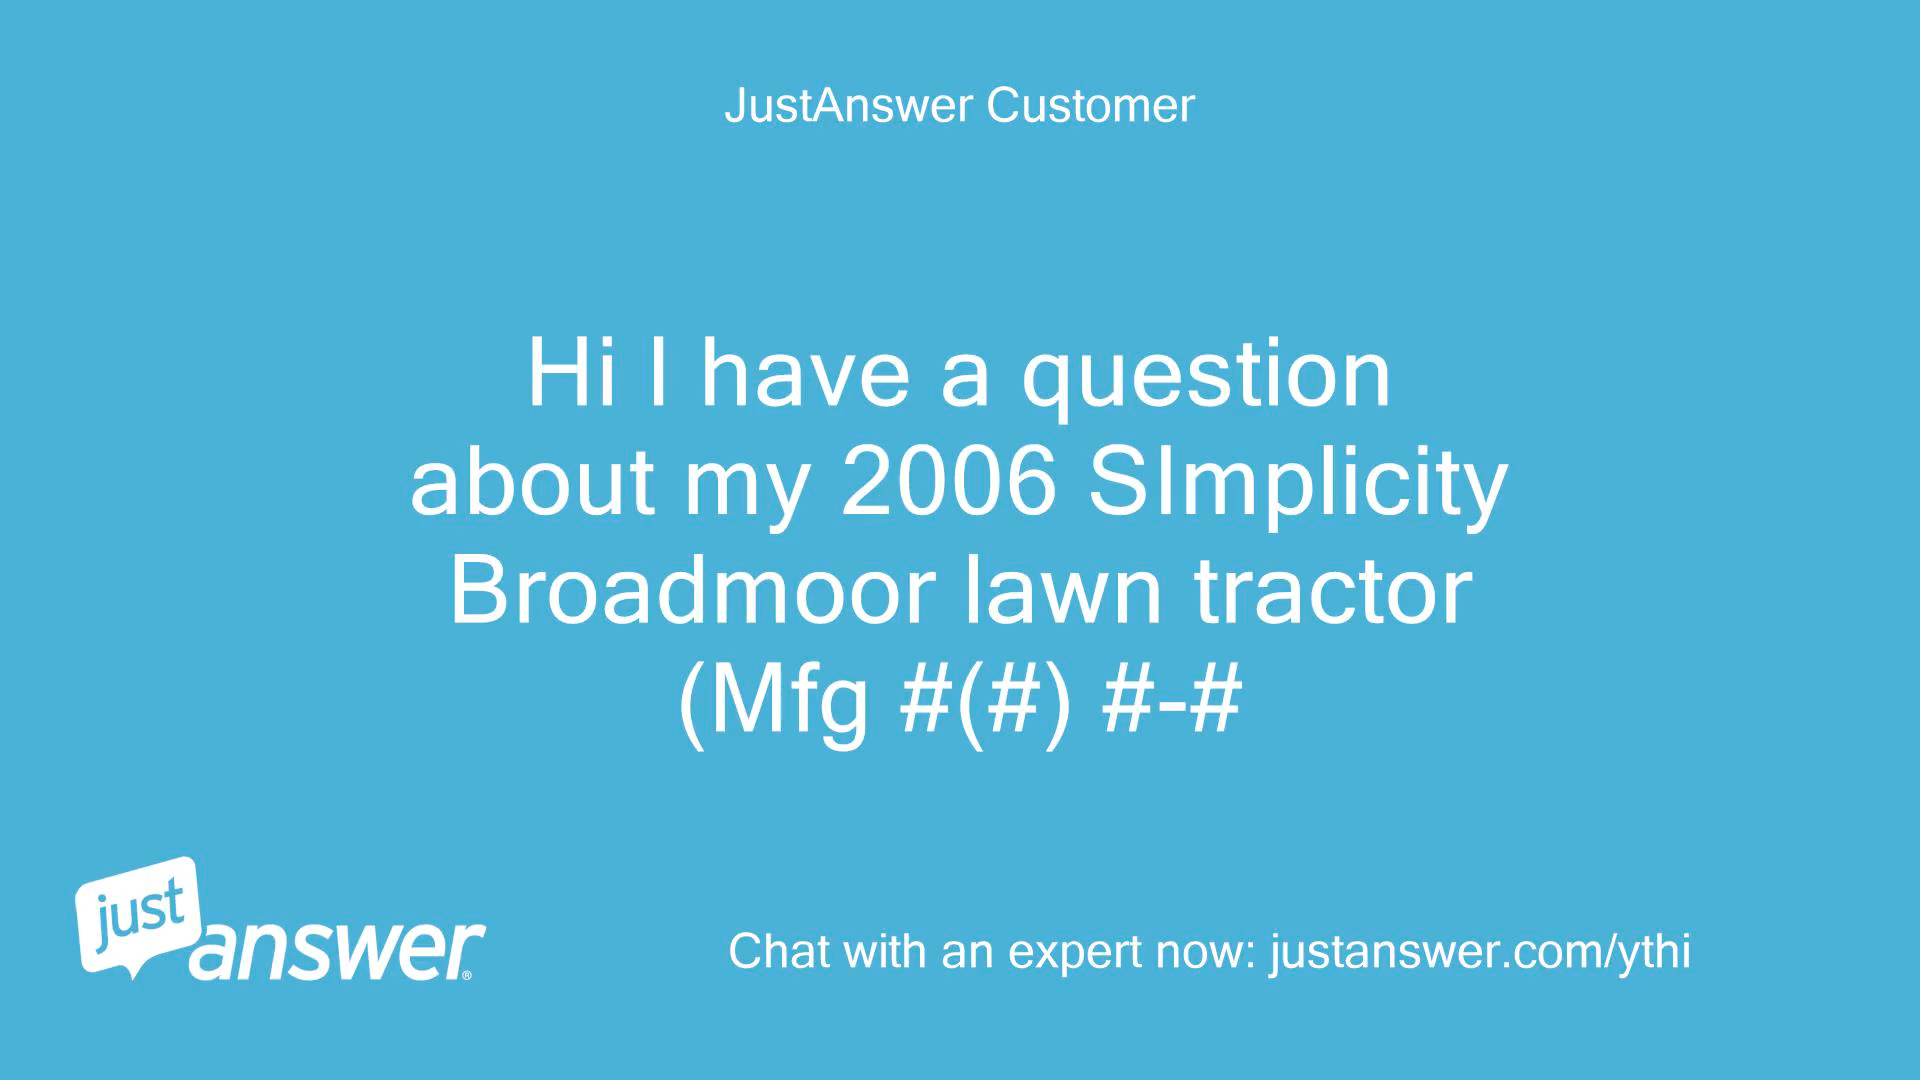 JustAnswer Customer
Hi I have a question
about my 2006 SImplicity
Broadmoor lawn tractor
(Mfg #(#) #-#
just
answer®
Chat with an expert now: justanswer.com/ythi